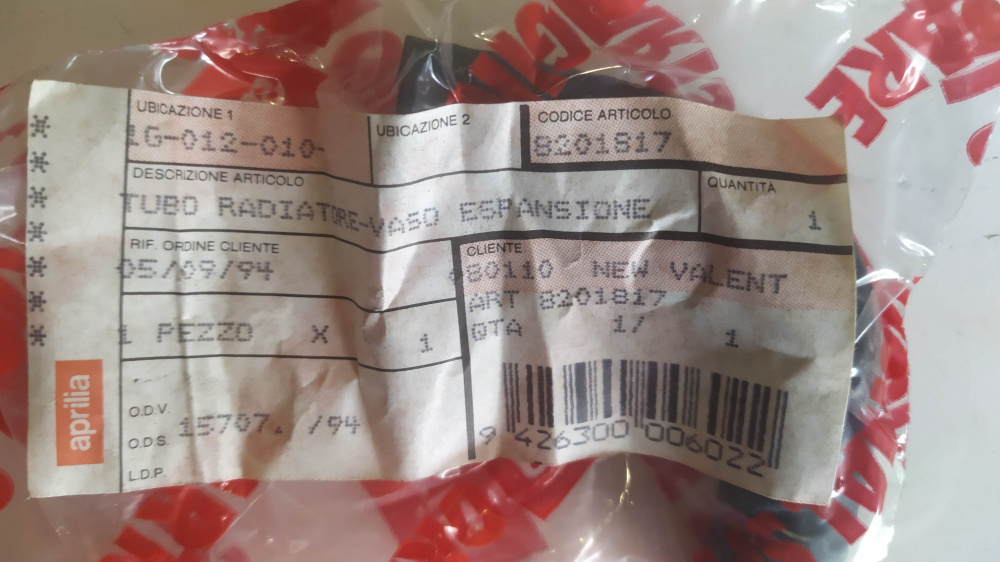 UBICAZIONE 1
1G-012-010-
UBICAZIONE 2
CODICE ARTICOLO
8201817
DESCRIZIONE ARTICOLO
TUBO RADIATORE-VASO ESPANSIONE
QUANTITÀ
1
RIF. ORDINE CLIENTE
05/09/94
CLIENTE
680110 NEW VALENT
ART 8201817
QTA 1/ 1
1 PEZZO X 1
aprilia
O.D.V.
O.D.S. 15707. /94
L.D.P.
9 426300 006022